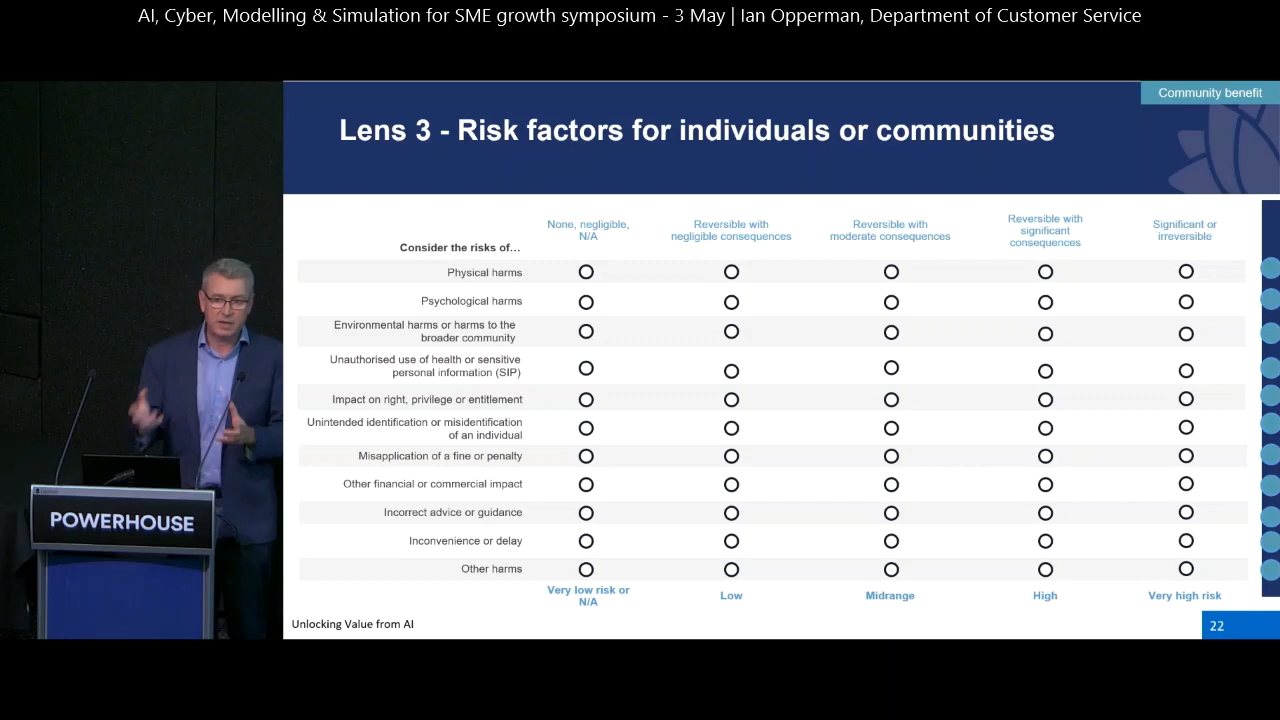 AI, Cyber, Modelling & Simulation for SME growth symposium - 3 May | Ian Opperman, Department of Customer Service
Community benefit
Lens 3 - Risk factors for individuals or communities
Consider the risks of…
None, negligible,
N/A
Reversible with
negligible consequences
Reversible with
moderate consequences
Reversible with
significant
consequences
Significant or
irreversible
Physical harms
Psychological harms
Environmental harms or harms to the
broader community
Unauthorised use of health or sensitive
personal information (SIP)
Impact on right, privilege or entitlement
Unintended identification or misidentification
of an individual
Misapplication of a fine or penalty
Other financial or commercial impact
Incorrect advice or guidance
Inconvenience or delay
Other harms
Very low risk or
N/A
Low
Midrange
High
Very high risk
Unlocking Value from AI
22
POWERHOUSE